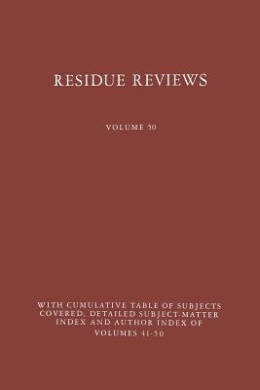 RESIDUE REVIEWS
VOLUME 50
WITH CUMULATIVE TABLE OF SUBJECTS
COVERED, DETAILED SUBJECT-MATTER
INDEX AND AUTHOR INDEX OF
VOLUMES 41-50